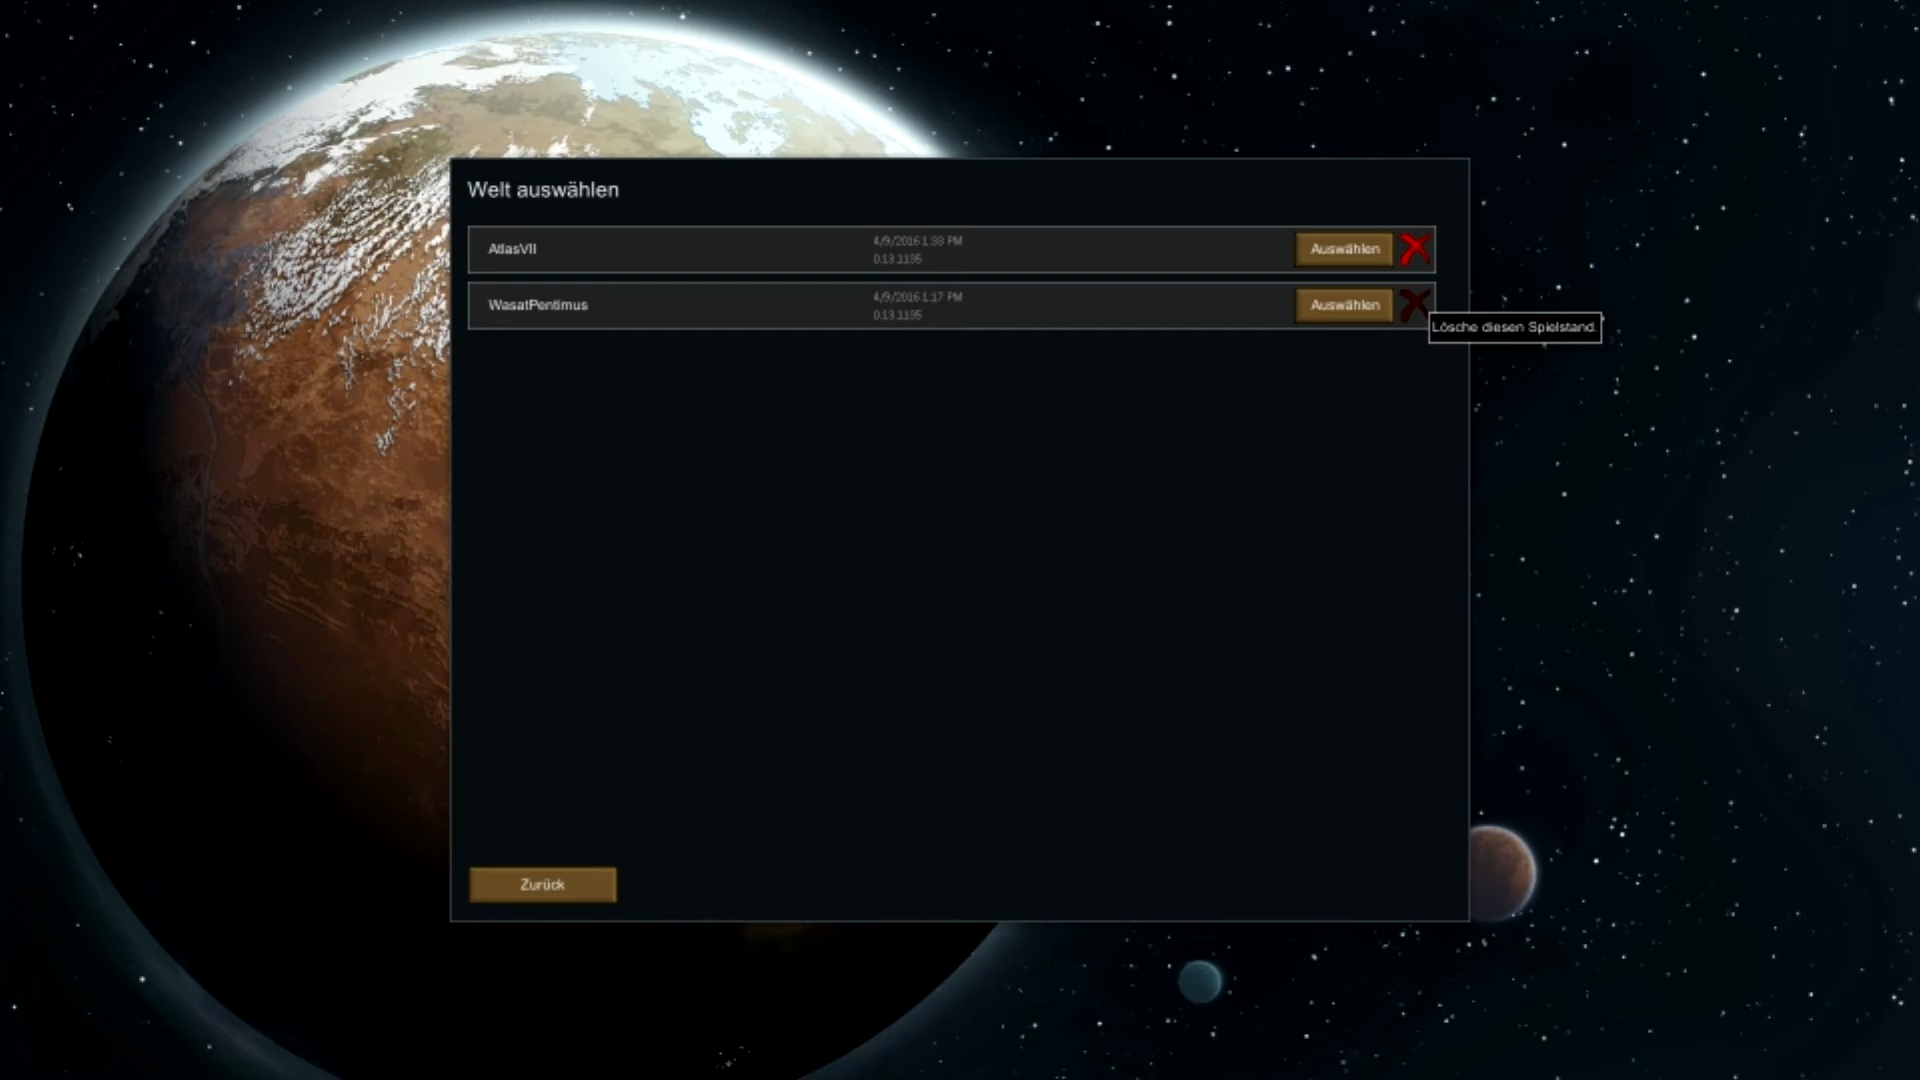 Welt auswählen
AtlasVII
4/9/2016 1:38 PM
0.13.1135
Auswählen
WasatPentimus
4/9/2016 1:17 PM
0.13.1135
Auswählen
Lösche diesen Spielstand.
Zurück